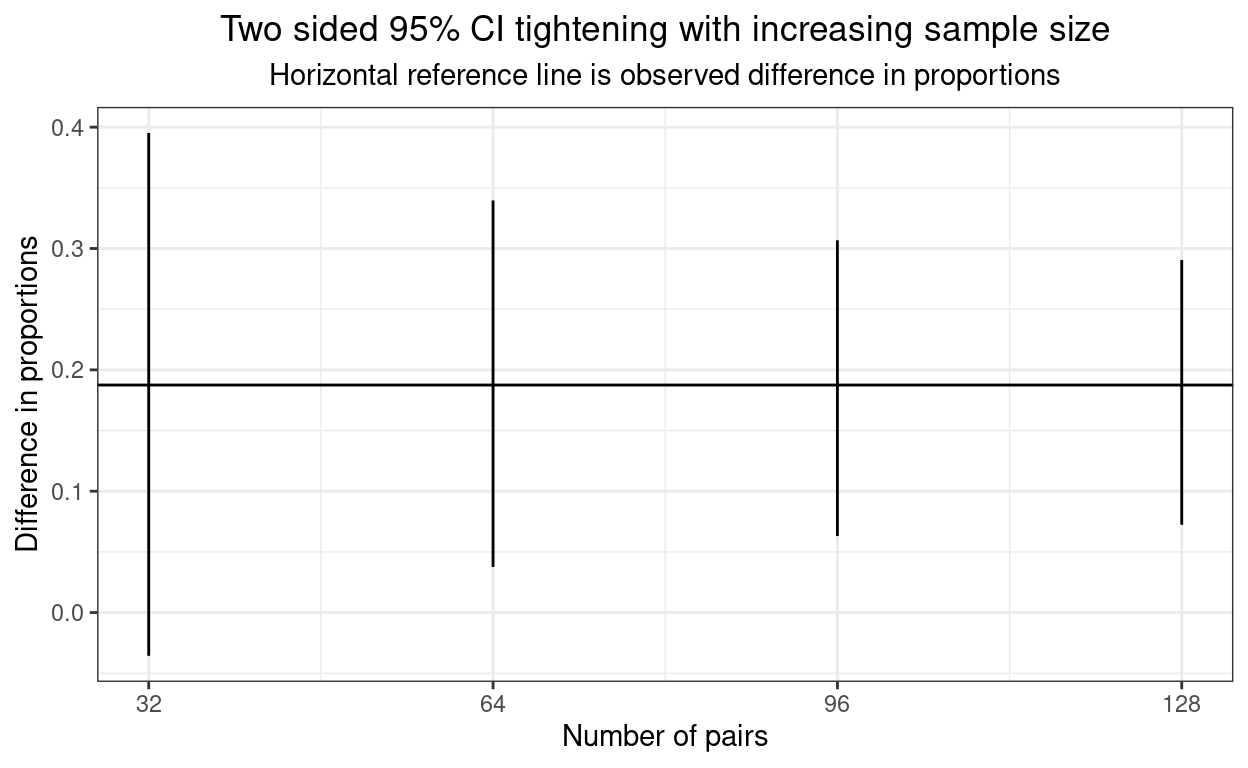 Two sided 95% CI tightening with increasing sample size
Horizontal reference line is observed difference in proportions
Difference in proportions
0.4
0.3
0.2
0.1
0.0
32 64 96 128
Number of pairs